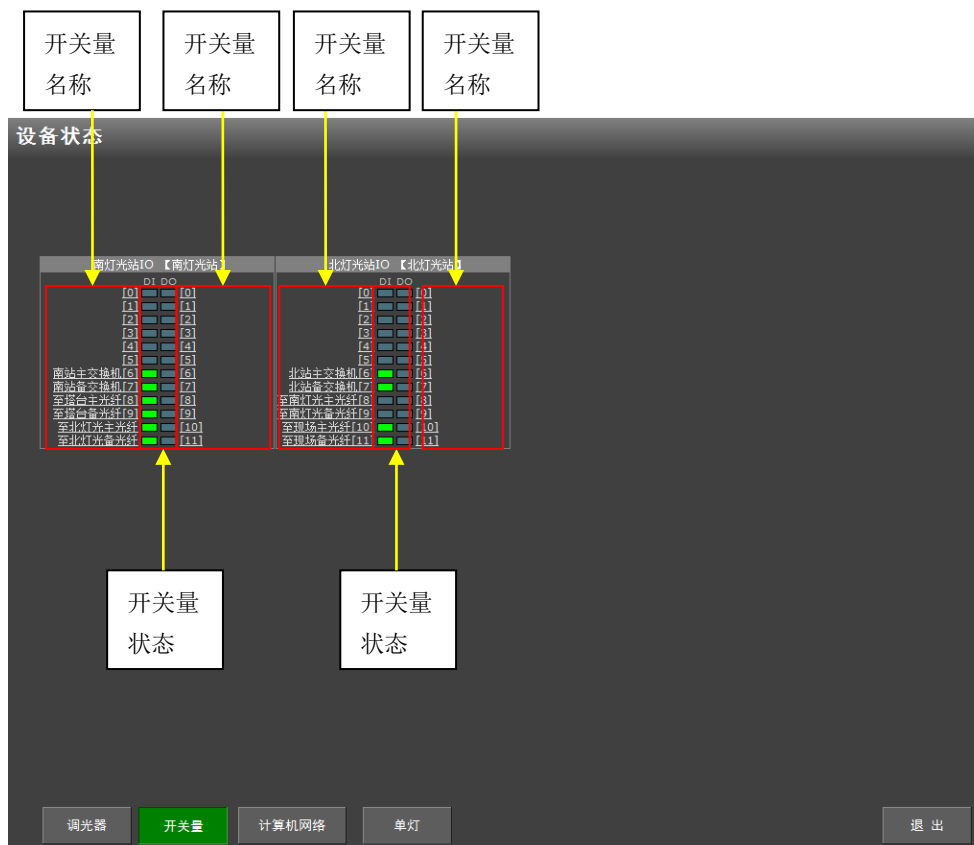 开关量
名称
开关量
名称
开关量
名称
开关量
名称
设备状态
南灯光站IO 【南灯光站】
DI DO
[0] [0]
[1] [1]
[2] [2]
[3] [3]
[4] [4]
[5] [5]
南站主交换机[6] [6]
南站备交换机[7] [7]
至塔台主光纤[8] [8]
至塔台备光纤[9] [9]
至北灯光主光纤 [10]
至北灯光备光纤 [11]
北灯光站IO 【北灯光站】
DI DO
[0] [0]
[1] [1]
[2] [2]
[3] [3]
[4] [4]
[5] [5]
北站主交换机[6] [6]
北站备交换机[7] [7]
至南灯光主光纤[8] [8]
至南灯光备光纤[9] [9]
至现场主光纤[10] [10]
至现场备光纤[11] [11]
开关量
状态
开关量
状态
调光器 开关量 计算机网络 单灯 退 出